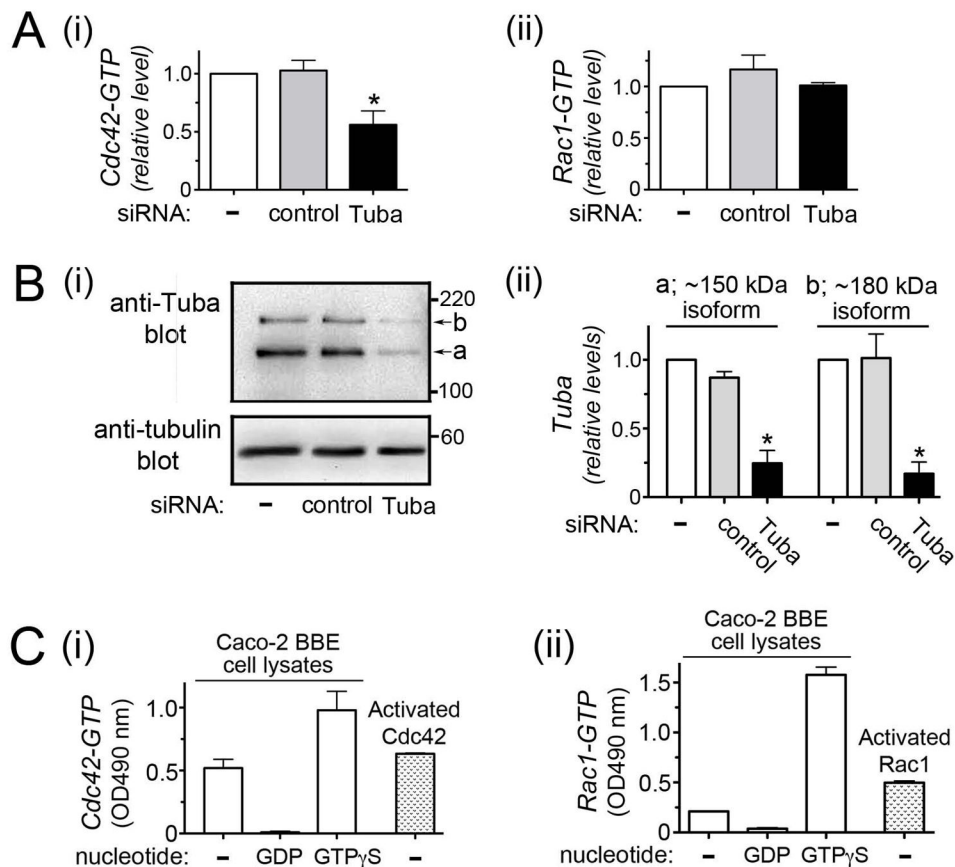 A (i)
Cdc42-GTP
(relative level)
1.0
0.5
0
*
siRNA: – control Tuba
(ii)
Rac1-GTP
(relative level)
1.0
0.5
0
siRNA: – control Tuba
B (i)
anti-Tuba
blot
220
b
a
100
anti-tubulin
blot
60
siRNA: – control Tuba
(ii)
a; ~150 kDa
isoform
b; ~180 kDa
isoform
Tuba
(relative levels)
1.0
0.5
0
*
*
siRNA: – control Tuba – control Tuba
C (i)
Caco-2 BBE
cell lysates
Cdc42-GTP
(OD490 nm)
1.0
0.5
0
Activated
Cdc42
nucleotide: – GDP GTPγS –
(ii)
Caco-2 BBE
cell lysates
Rac1-GTP
(OD490 nm)
1.5
1.0
0.5
0
Activated
Rac1
nucleotide: – GDP GTPγS –